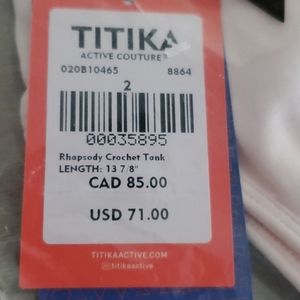 TITIKA
ACTIVE COUTURE
020B10465 8864
2
00035895
Rhapsody Crochet Tank
LENGTH: 13 7/8"
CAD 85.00
USD 71.00
TITIKAACTIVE.COM
titikaactive